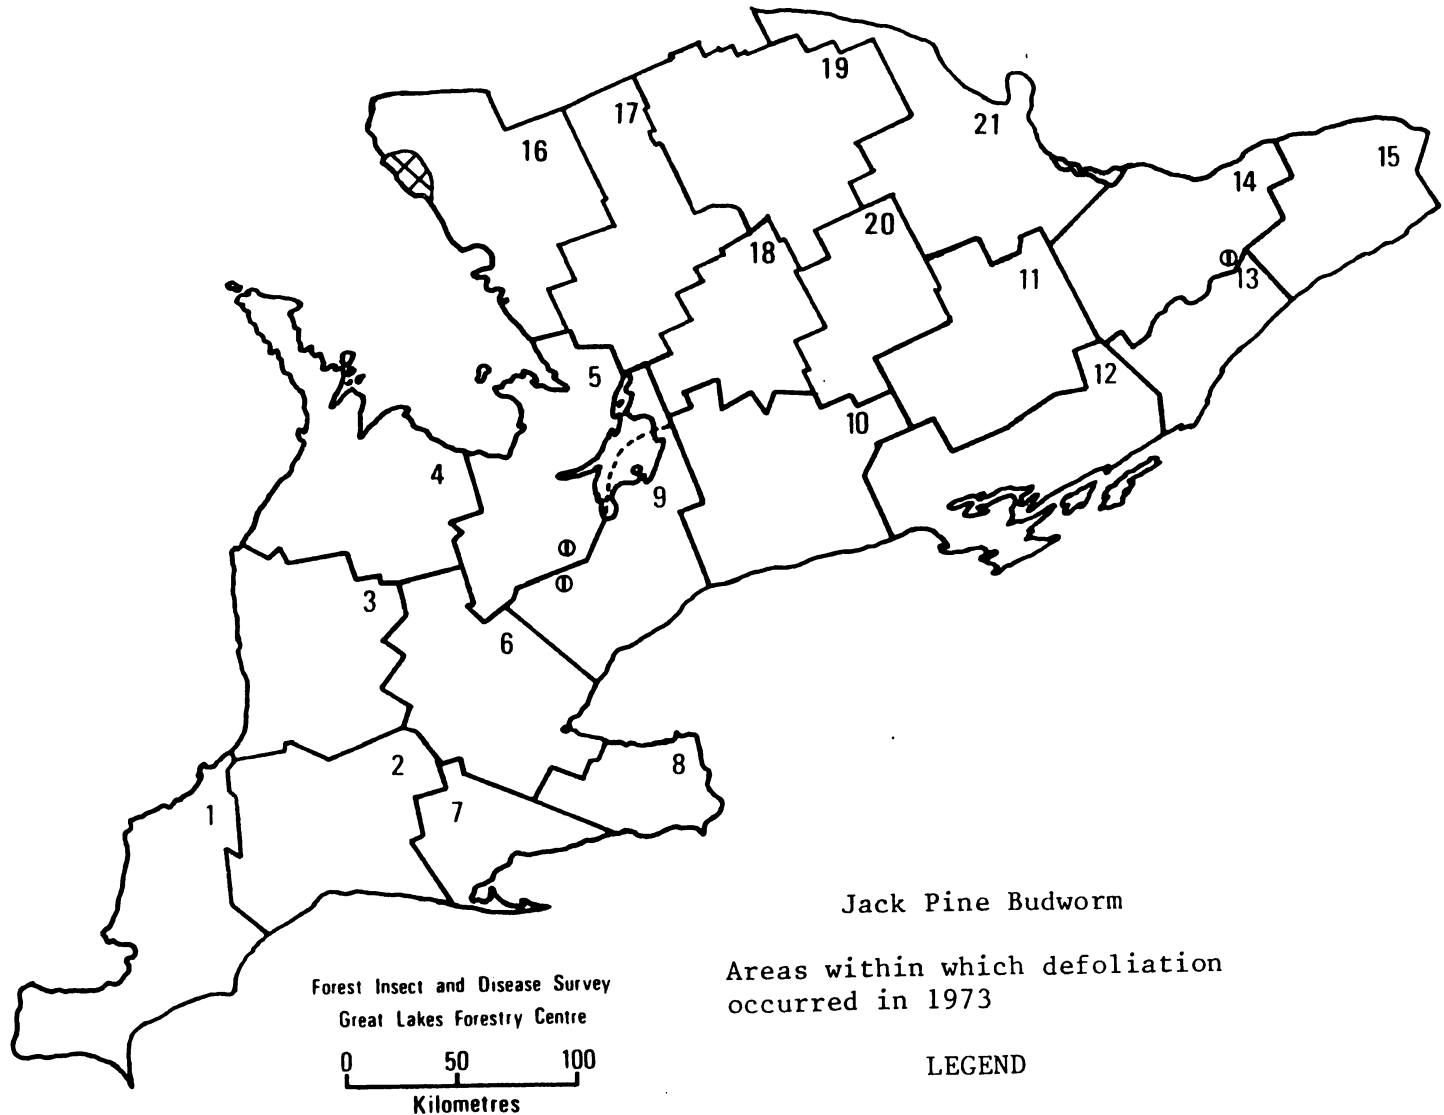 19
17
21
16
15
14
20
18
11
13
5
12
10
4
9
3
6
2
8
1
7
Jack Pine Budworm
Areas within which defoliation
occurred in 1973
Forest Insect and Disease Survey
Great Lakes Forestry Centre
0 50 100
Kilometres
LEGEND